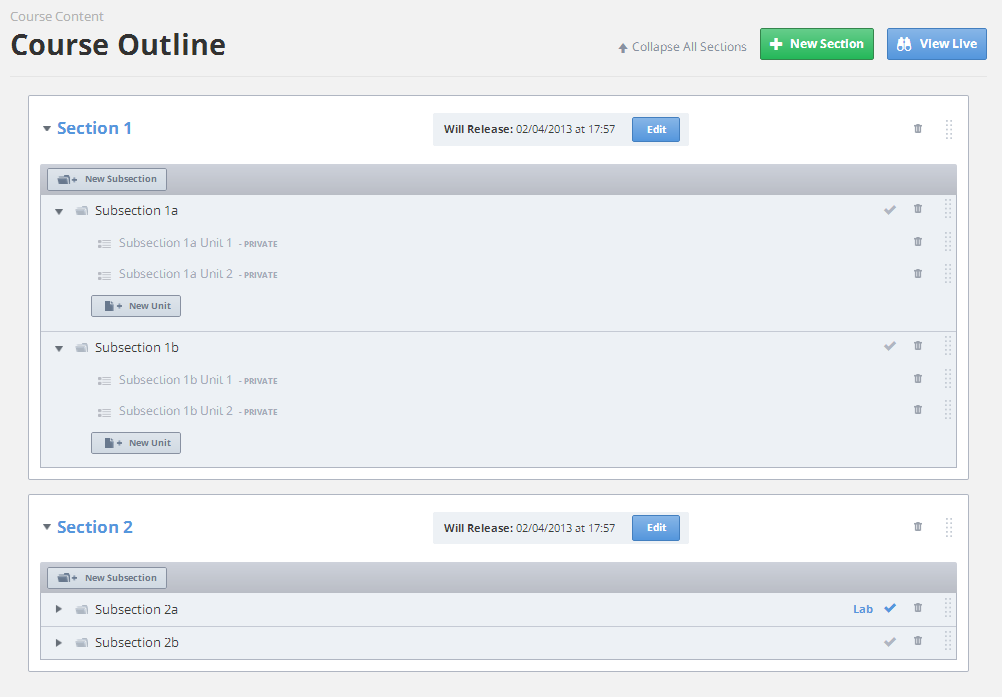 Course Content
Course Outline
Collapse All Sections
New Section
View Live
Section 1
Will Release: 02/04/2013 at 17:57
Edit
New Subsection
Subsection 1a
Subsection 1a Unit 1 - PRIVATE
Subsection 1a Unit 2 - PRIVATE
New Unit
Subsection 1b
Subsection 1b Unit 1 - PRIVATE
Subsection 1b Unit 2 - PRIVATE
New Unit
Section 2
Will Release: 02/04/2013 at 17:57
Edit
New Subsection
Subsection 2a
Lab
Subsection 2b